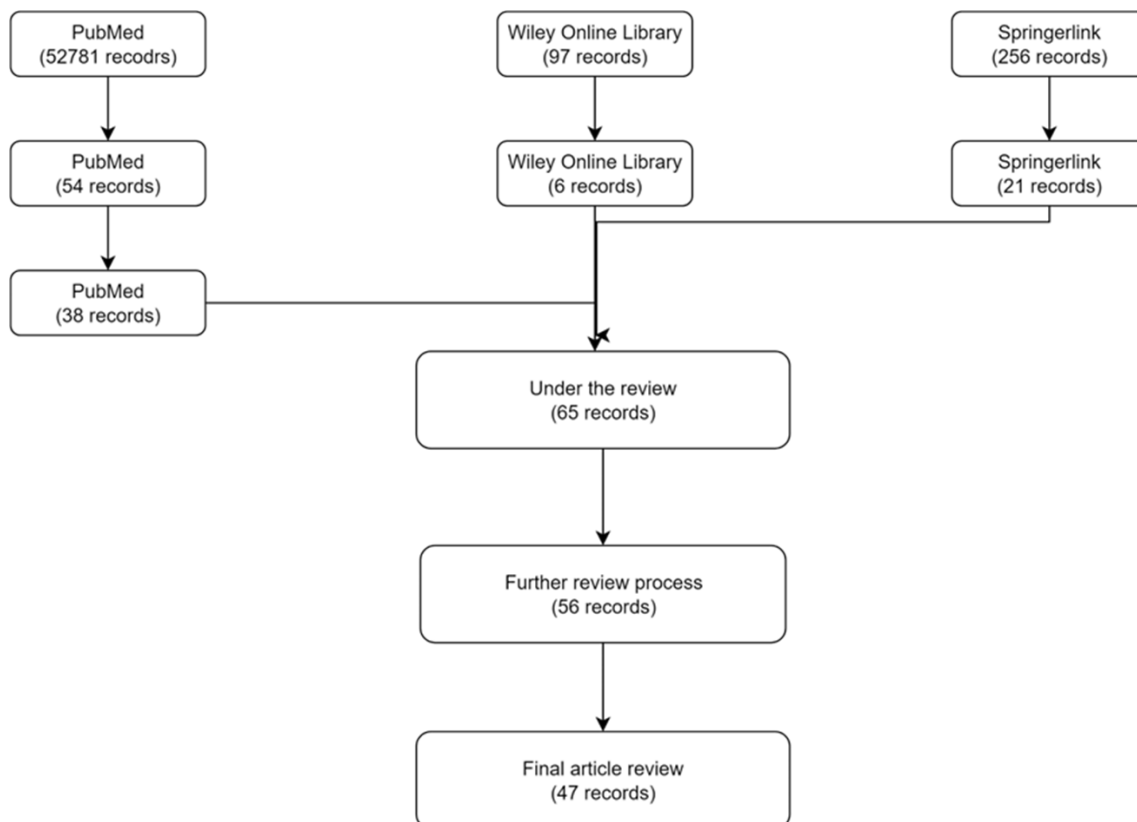 PubMed
(52781 recodrs)
Wiley Online Library
(97 records)
Springerlink
(256 records)
PubMed
(54 records)
Wiley Online Library
(6 records)
Springerlink
(21 records)
PubMed
(38 records)
Under the review
(65 records)
Further review process
(56 records)
Final article review
(47 records)